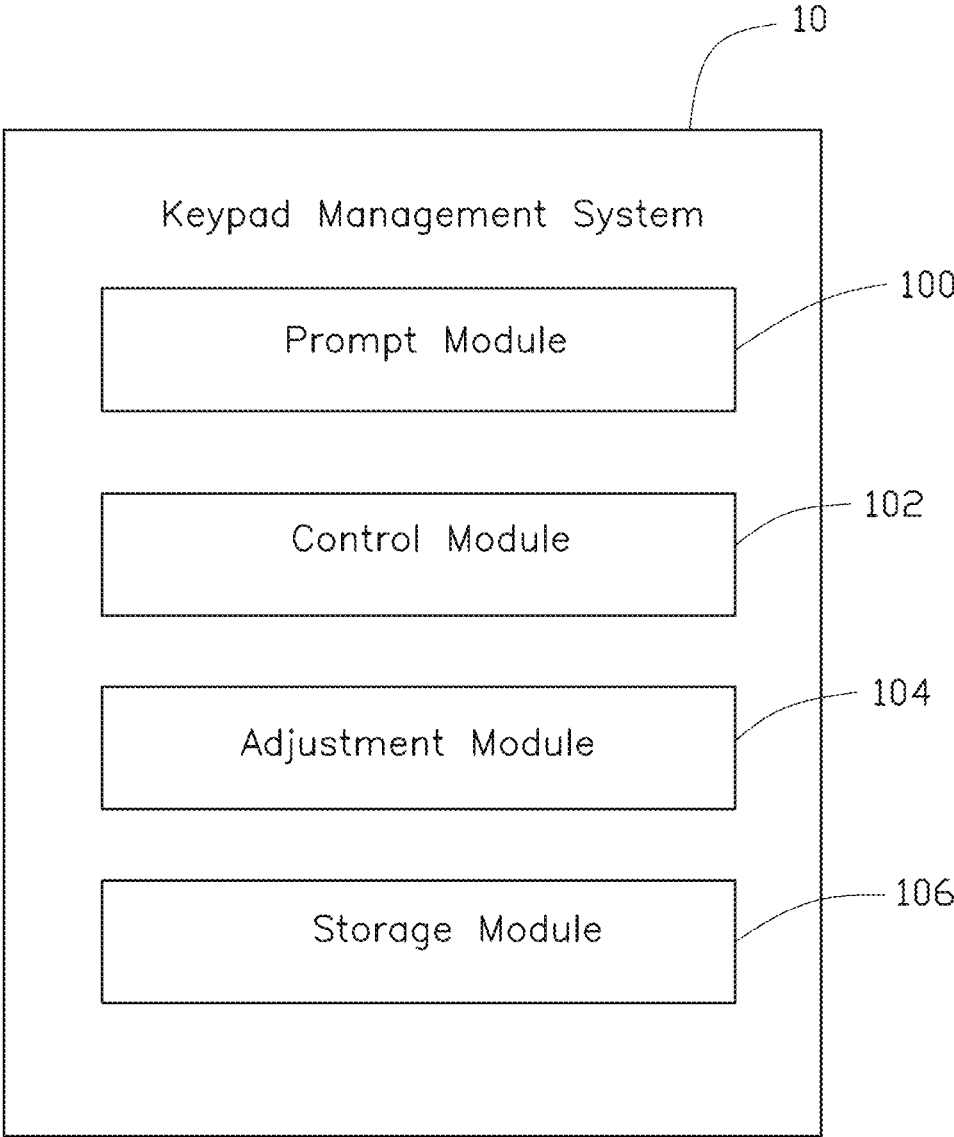 10
Keypad Management System
100
Prompt Module
102
Control Module
104
Adjustment Module
106
Storage Module